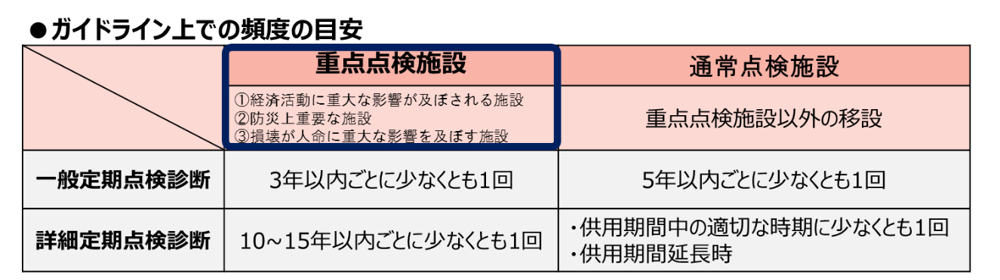 ●ガイドライン上での頻度の目安
重点点検施設
通常点検施設
①経済活動に重大な影響が及ぼされる施設
②防災上重要な施設
③損壊が人命に重大な影響を及ぼす施設
重点点検施設以外の移設
一般定期点検診断
3年以内ごとに少なくとも1回
5年以内ごとに少なくとも1回
詳細定期点検診断
10~15年以内ごとに少なくとも1回
・供用期間中の適切な時期に少なくとも1回
・供用期間延長時